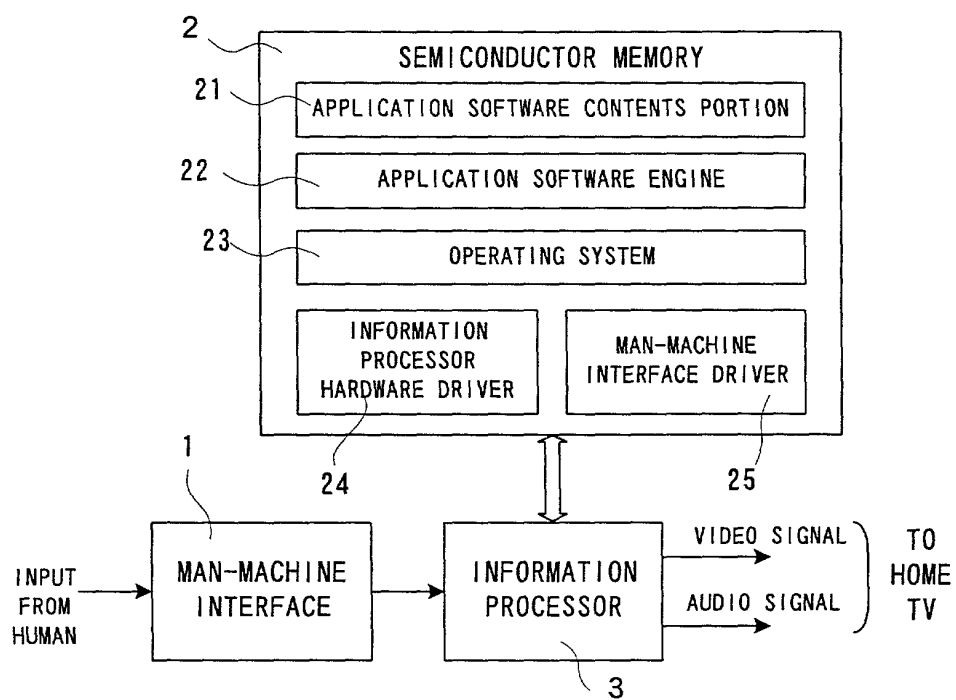 2
SEMICONDUCTOR MEMORY
21
APPLICATION SOFTWARE CONTENTS PORTION
22
APPLICATION SOFTWARE ENGINE
23
OPERATING SYSTEM
INFORMATION
PROCESSOR
HARDWARE DRIVER
MAN-MACHINE
INTERFACE DRIVER
24
25
1
INPUT
FROM
HUMAN
MAN-MACHINE
INTERFACE
INFORMATION
PROCESSOR
3
VIDEO SIGNAL
AUDIO SIGNAL
TO
HOME
TV